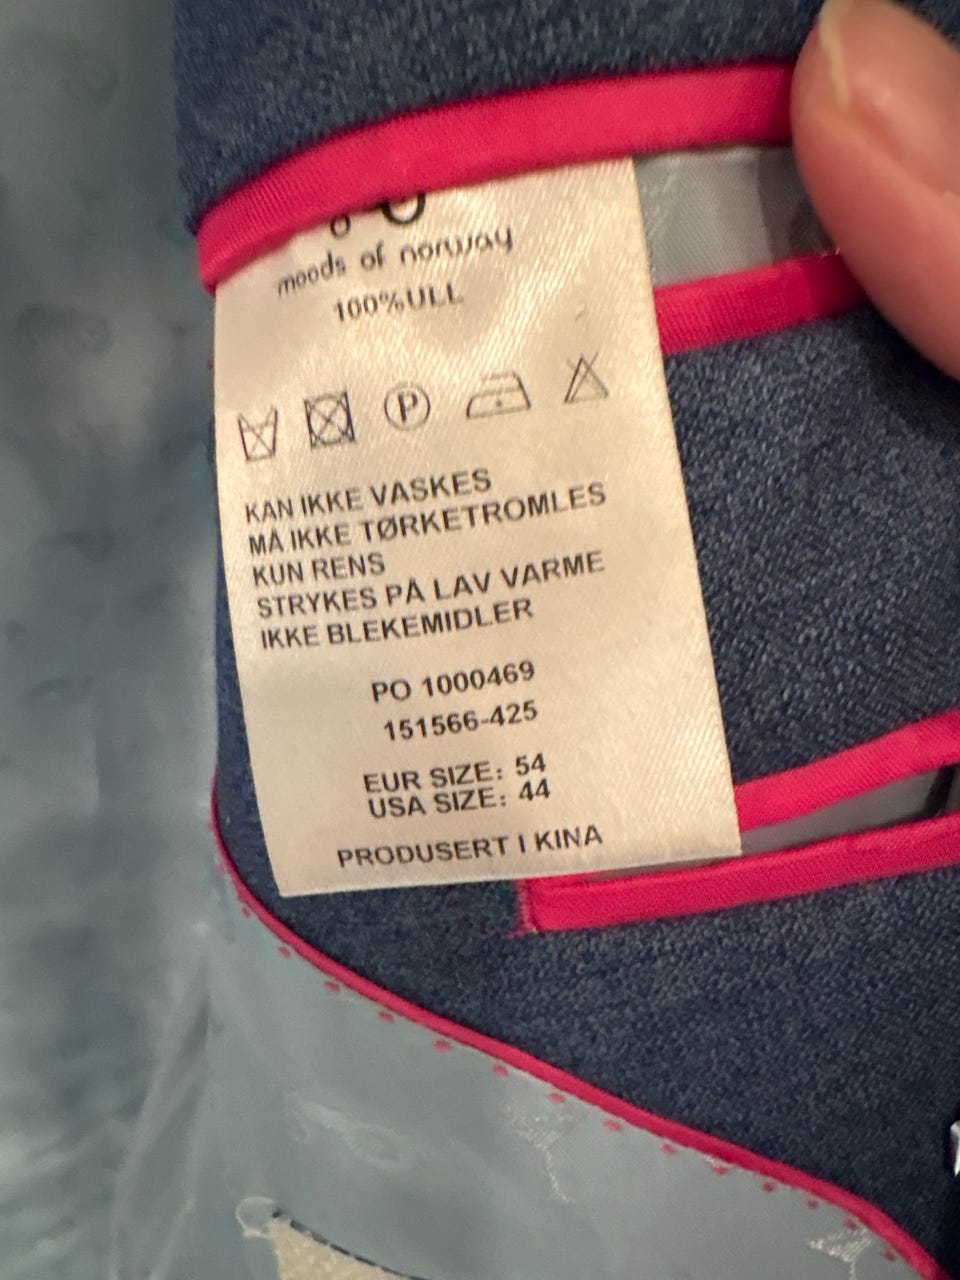 moods of norway
100%ULL
P
KAN IKKE VASKES
MÅ IKKE TØRKETROMLES
KUN RENS
STRYKES PÅ LAV VARME
IKKE BLEKEMIDLER
PO 1000469
151566-425
EUR SIZE: 54
USA SIZE: 44
PRODUSERT I KINA